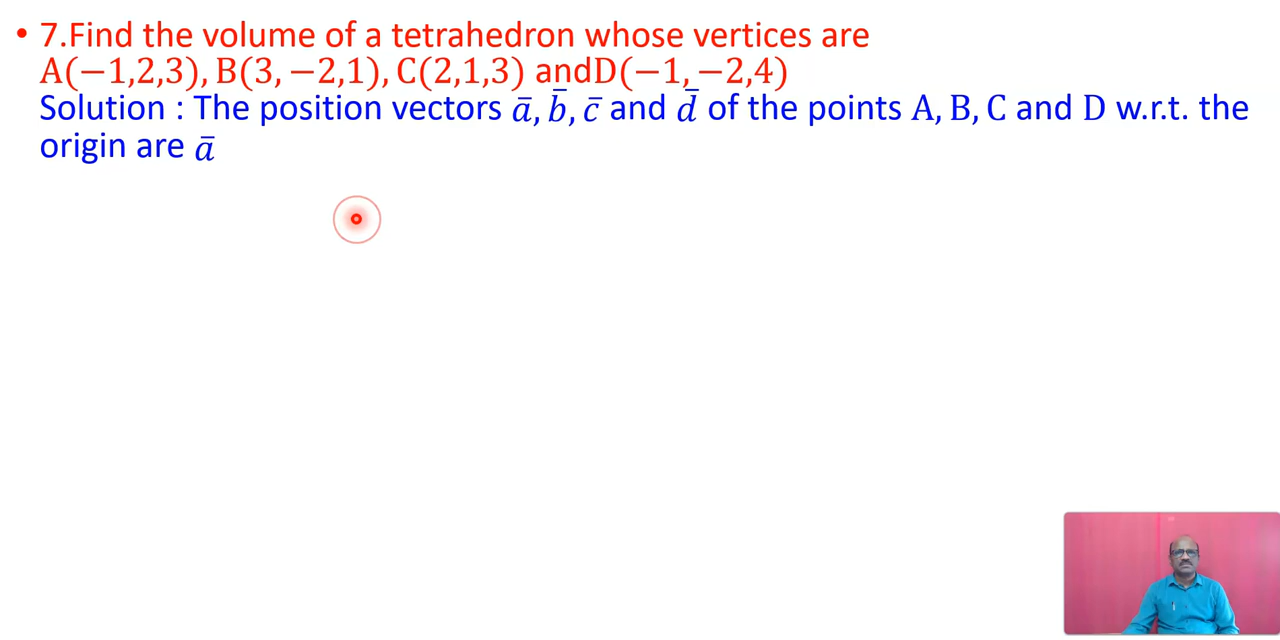 • 7.Find the volume of a tetrahedron whose vertices are
A(−1,2,3), B(3, −2,1), C(2,1,3) andD(−1, −2,4)
Solution : The position vectors a̅, b̅, c̅ and d̅ of the points A, B, C and D w.r.t. the
origin are a̅